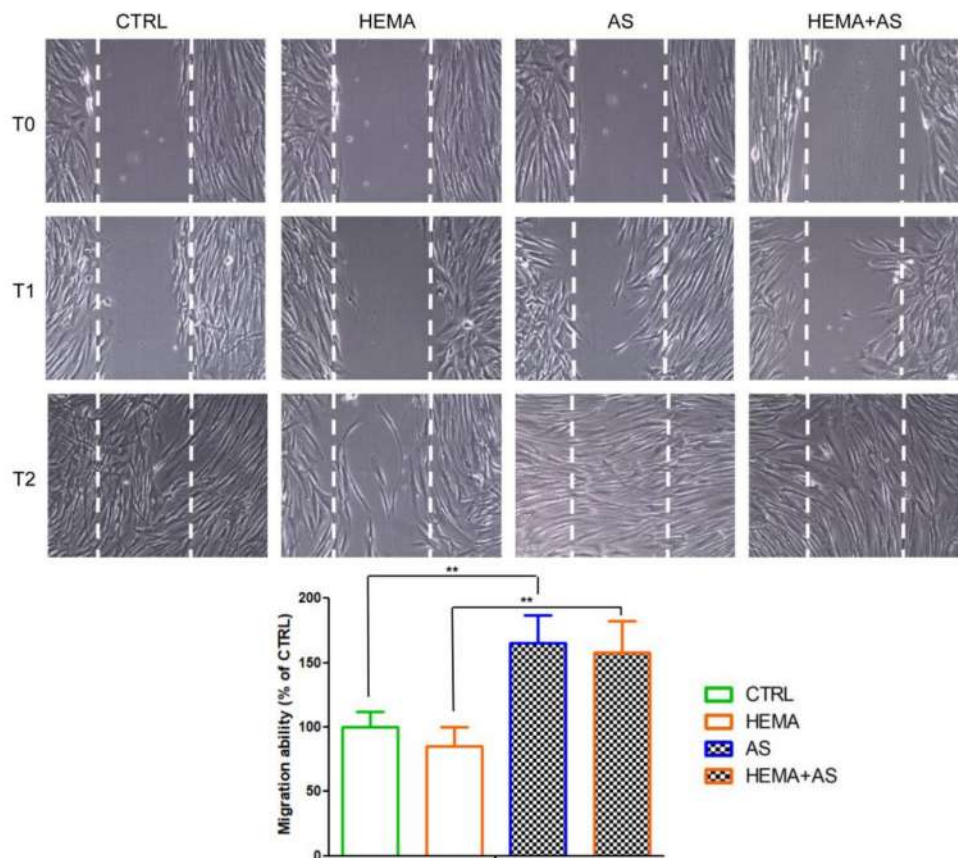 CTRL HEMA AS HEMA+AS
T0
T1
T2
**
**
Migration ability (% of CTRL)
200
150
100
50
0
CTRL
HEMA
AS
HEMA+AS